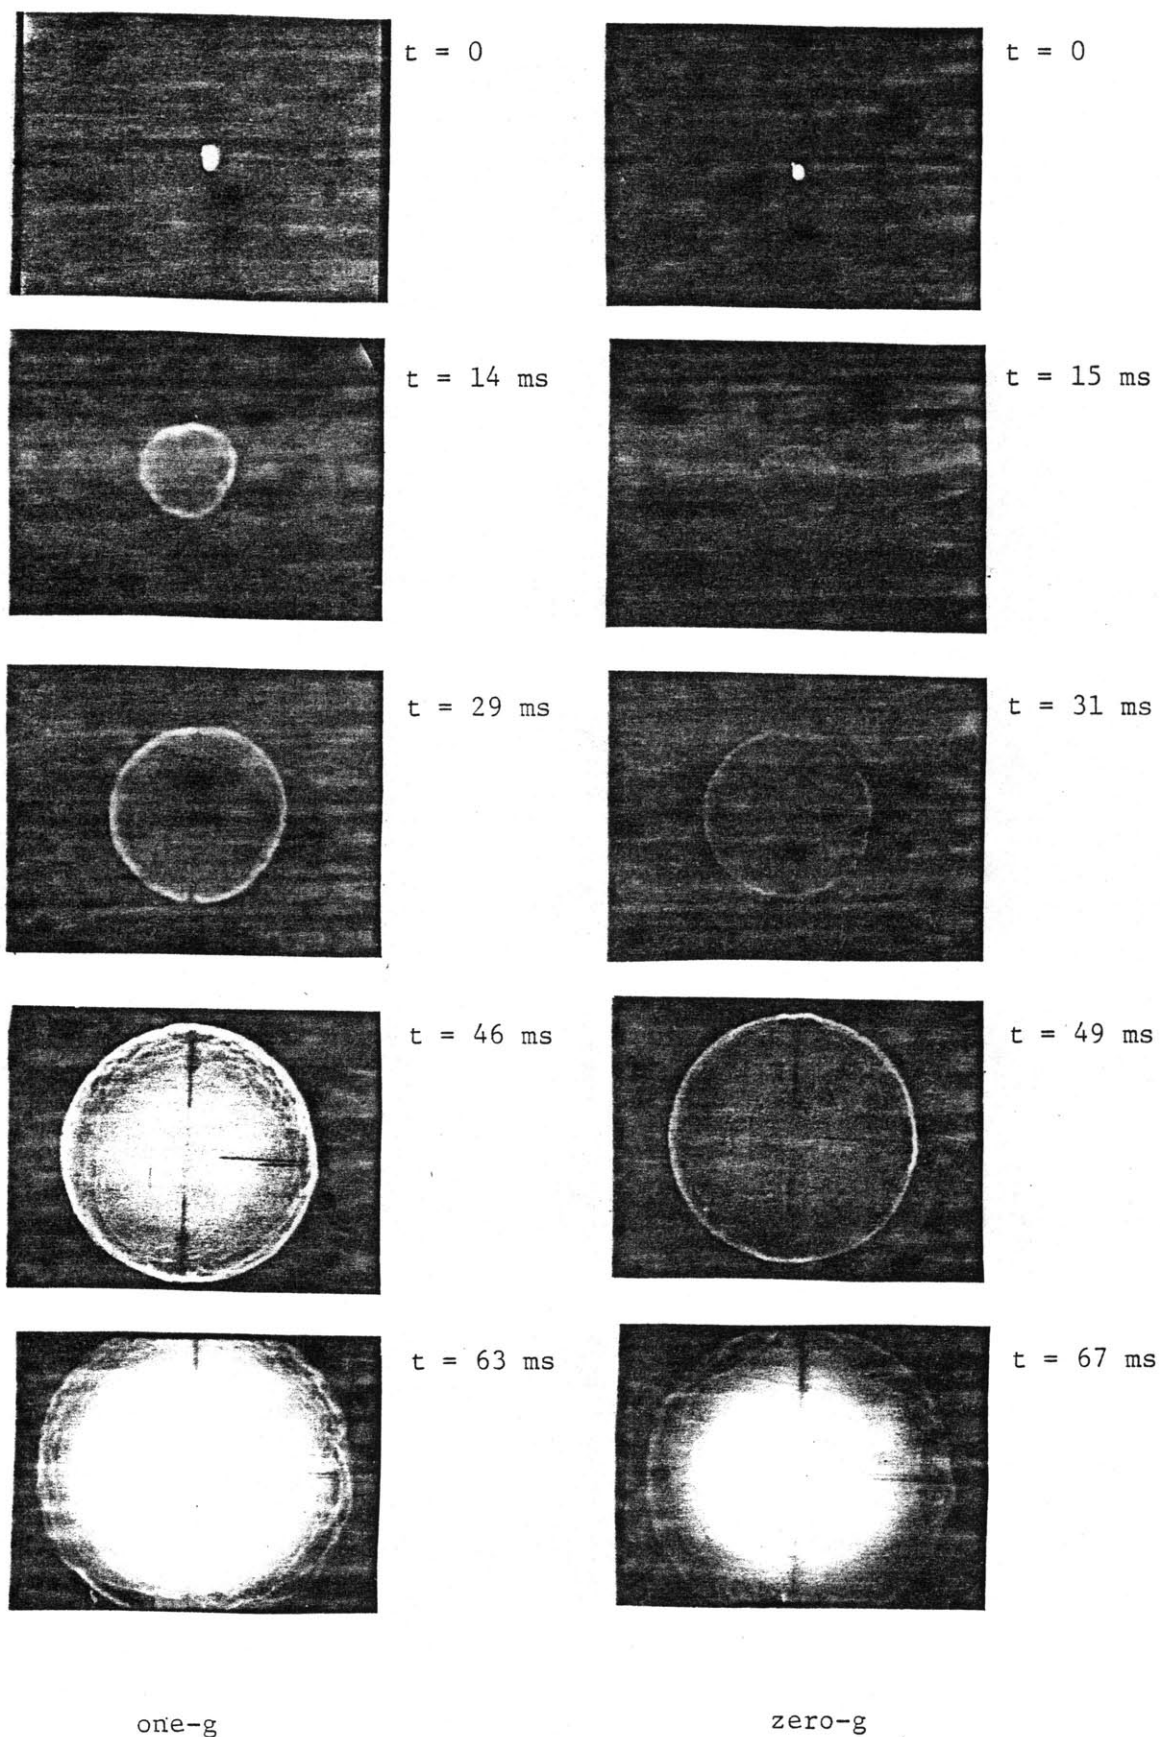 t = 0
t = 0
t = 14 ms
t = 15 ms
t = 29 ms
t = 31 ms
t = 46 ms
t = 49 ms
t = 63 ms
t = 67 ms
one-g
zero-g